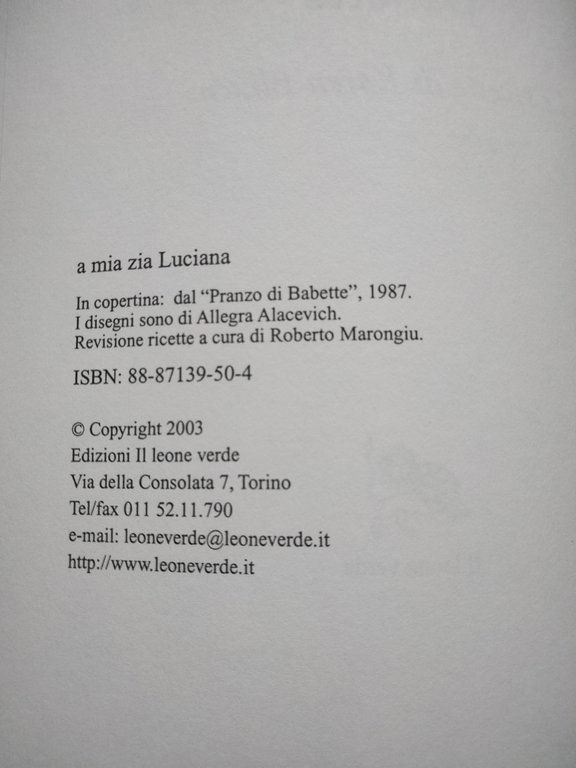 a mia zia Luciana
In copertina: dal “Pranzo di Babette”, 1987.
I disegni sono di Allegra Alacevich.
Revisione ricette a cura di Roberto Marongiu.
ISBN: 88-87139-50-4
© Copyright 2003
Edizioni Il leone verde
Via della Consolata 7, Torino
Tel/fax 011 52.11.790
e-mail: leoneverde@leoneverde.it
http://www.leoneverde.it